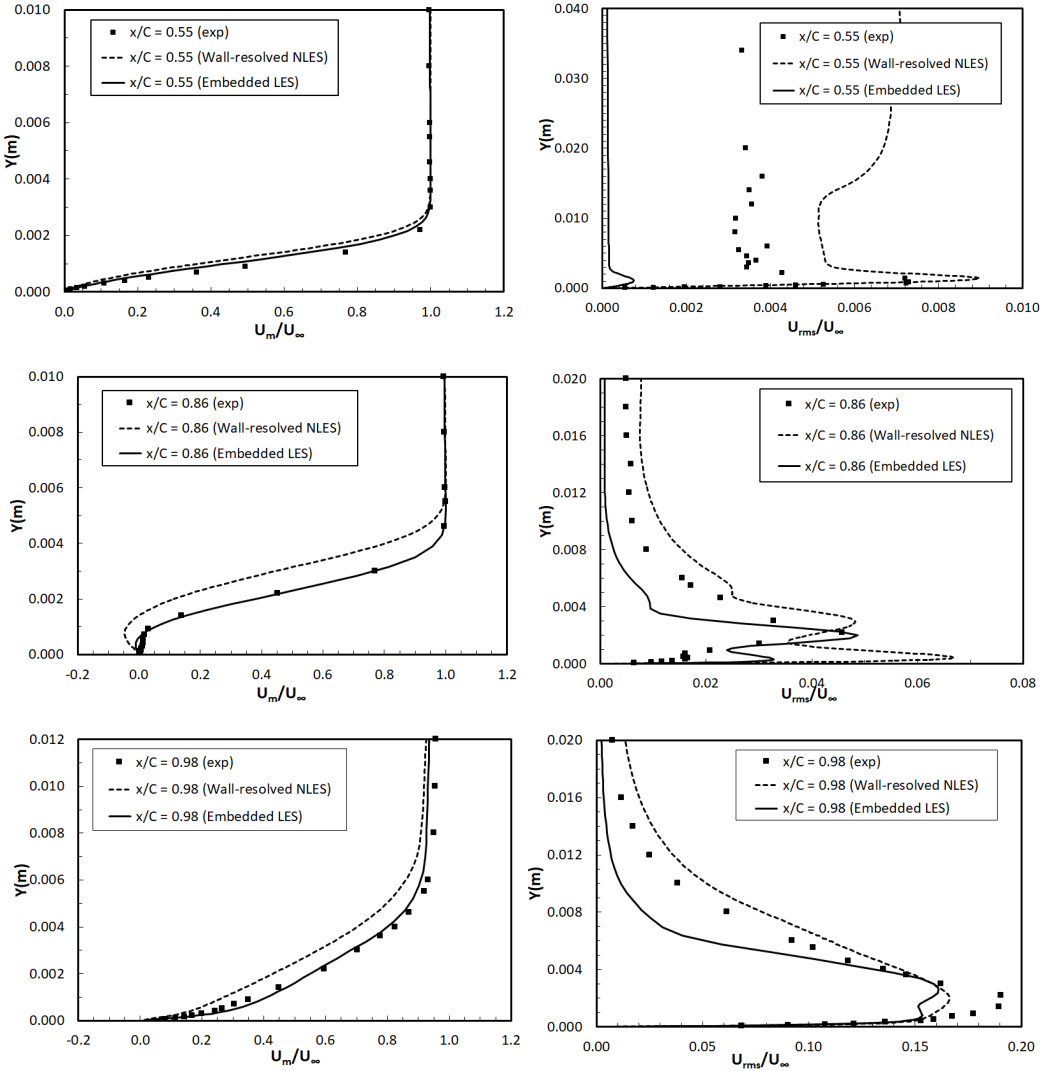 0.010
0.008
0.006
0.004
0.002
0.000
Y(m)
x/C = 0.55 (exp)
x/C = 0.55 (Wall-resolved NLES)
x/C = 0.55 (Embedded LES)
0.0 0.2 0.4 0.6 0.8 1.0 1.2
Um/U∞
0.040
0.030
0.020
0.010
0.000
Y(m)
x/C = 0.55 (exp)
x/C = 0.55 (Wall-resolved NLES)
x/C = 0.55 (Embedded LES)
0.000 0.002 0.004 0.006 0.008 0.010
Urms/U∞
0.010
0.008
0.006
0.004
0.002
0.000
Y(m)
x/C = 0.86 (exp)
x/C = 0.86 (Wall-resolved NLES)
x/C = 0.86 (Embedded LES)
-0.2 0.0 0.2 0.4 0.6 0.8 1.0 1.2
Um/U∞
0.020
0.016
0.012
0.008
0.004
0.000
Y(m)
x/C = 0.86 (exp)
x/C = 0.86 (Wall-resolved NLES)
x/C = 0.86 (Embedded LES)
0.00 0.02 0.04 0.06 0.08
Urms/U∞
0.012
0.010
0.008
0.006
0.004
0.002
0.000
Y(m)
x/C = 0.98 (exp)
x/C = 0.98 (Wall-resolved NLES)
x/C = 0.98 (Embedded LES)
-0.2 0.0 0.2 0.4 0.6 0.8 1.0 1.2
Um/U∞
0.020
0.016
0.012
0.008
0.004
0.000
Y(m)
x/C = 0.98 (exp)
x/C = 0.98 (Wall-resolved NLES)
x/C = 0.98 (Embedded LES)
0.00 0.05 0.10 0.15 0.20
Urms/U∞